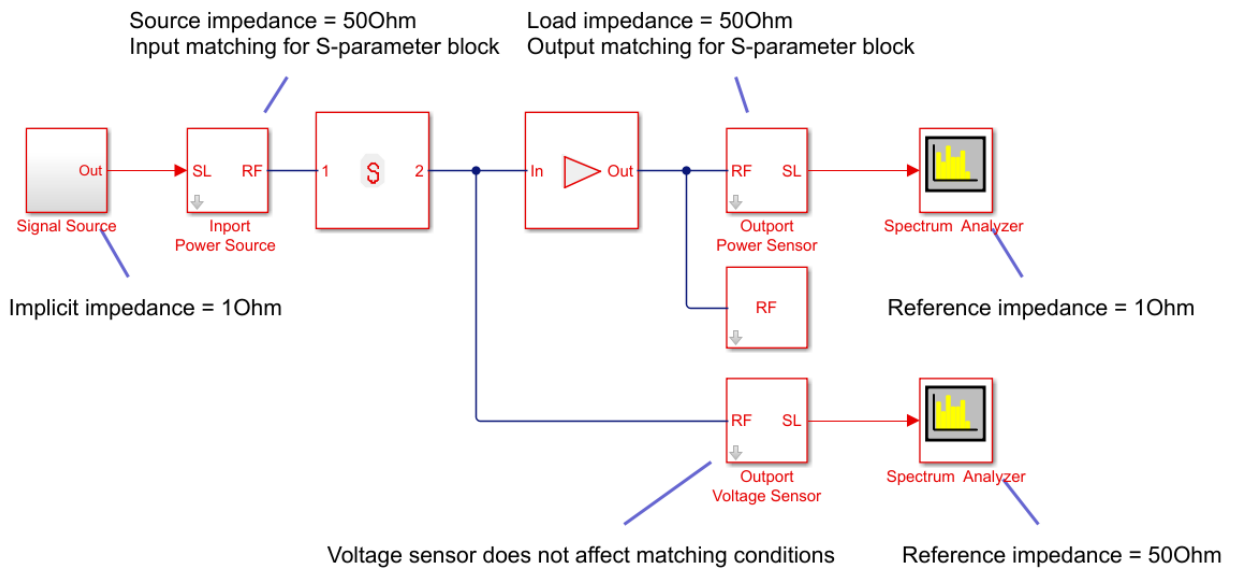 Source impedance = 50Ohm
Input matching for S-parameter block
Load impedance = 50Ohm
Output matching for S-parameter block
Out
SL
RF
1
S
2
In
Out
RF
SL
Signal Source
Inport
Power Source
Outport
Power Sensor
Spectrum Analyzer
Implicit impedance = 1Ohm
Reference impedance = 1Ohm
RF
RF
SL
Outport
Voltage Sensor
Spectrum Analyzer
Voltage sensor does not affect matching conditions
Reference impedance = 50Ohm